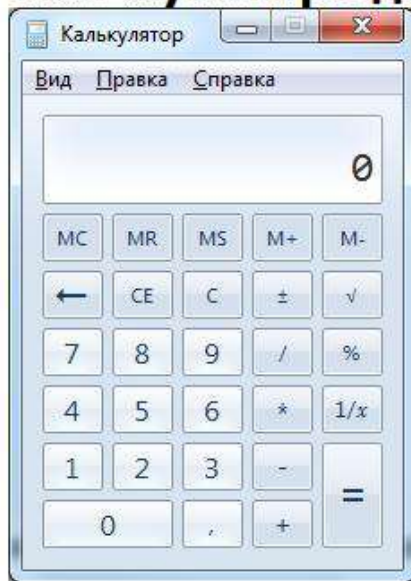 Калькулятор
Вид Правка Справка
0
MC MR MS M+ M-
← CE C ± √
7 8 9 / %
4 5 6 * 1/x
1 2 3 - =
0 , +